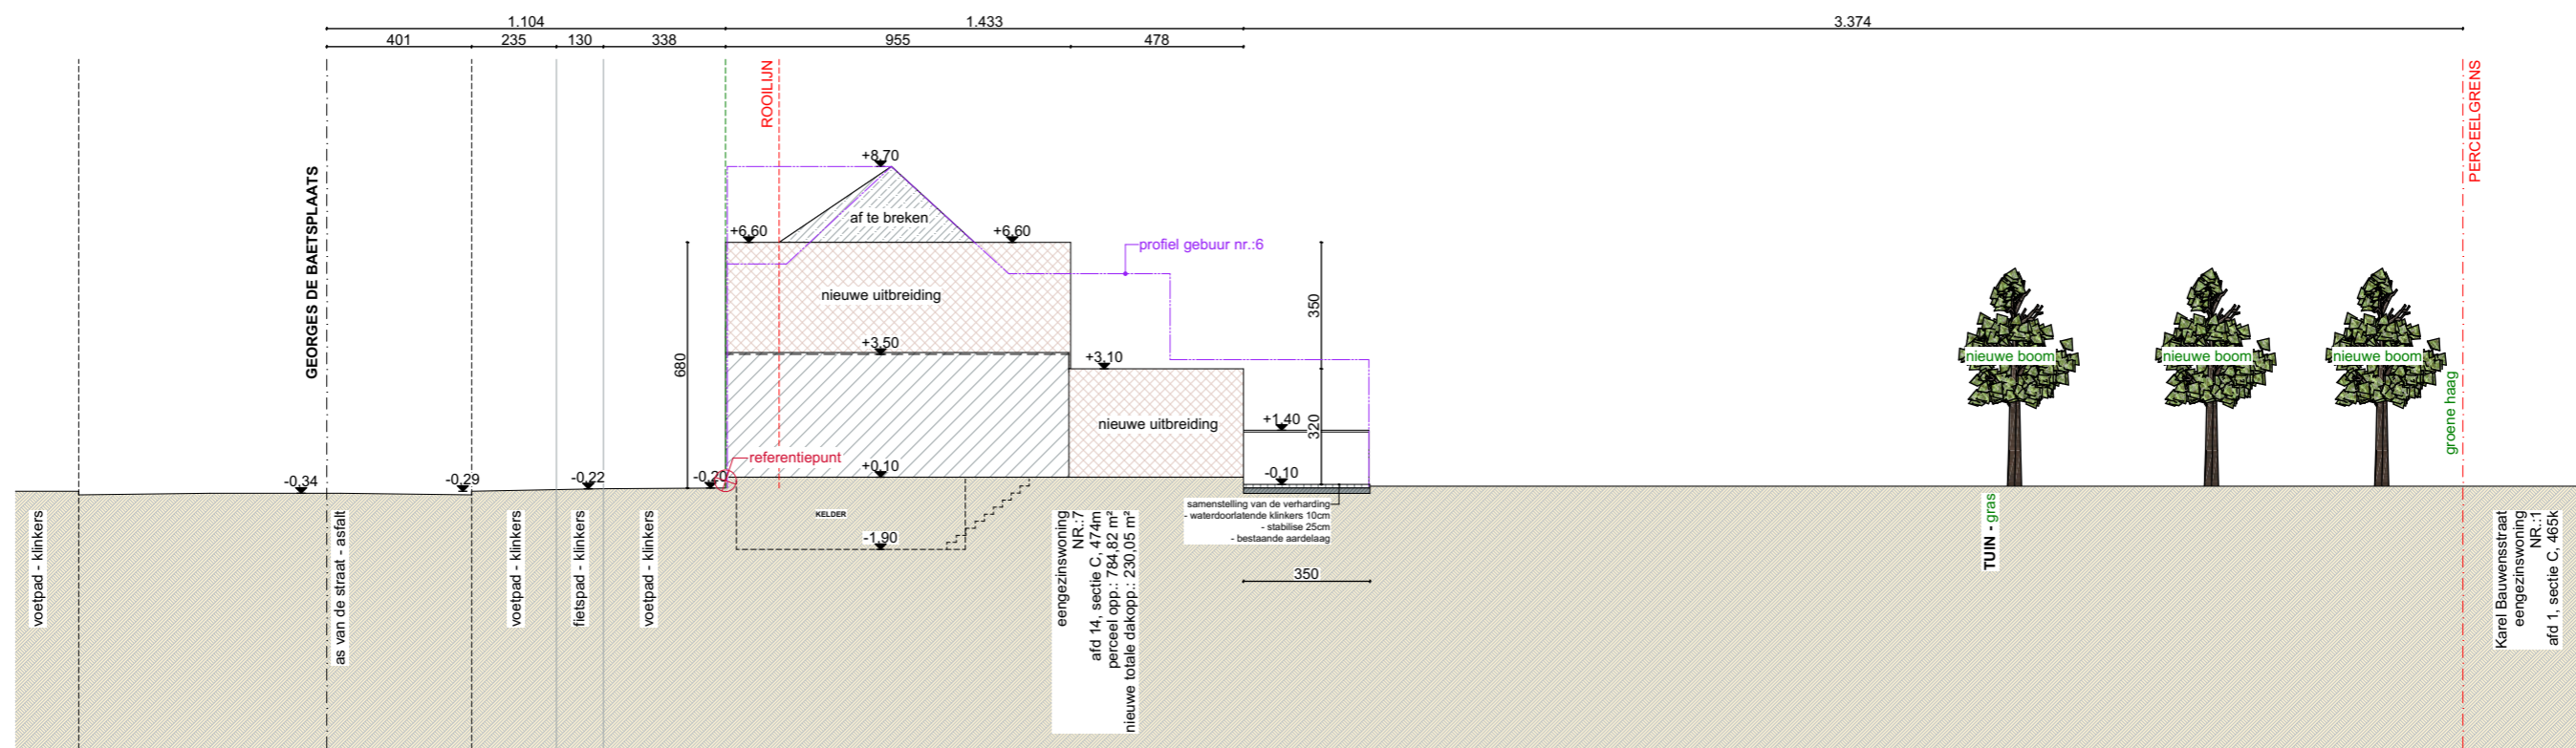 1.104
1.433
3.374
401
235
130
338
955
478
ROOILIJN
PERCEELGRENS
GEORGES DE BAETSPLAATS
+8,70
af te breken
+6,60
+6,60
profiel gebuur nr.:6
nieuwe uitbreiding
350
680
+3,50
+3,10
nieuwe boom
nieuwe boom
nieuwe boom
groene haag
nieuwe uitbreiding
+1,40
320
referentiepunt
+0,10
-0,10
-0,34
-0,29
-0,22
-0,20
samenstelling van de verharding
- waterdoorlatende klinkers 10cm
- stabilise 25cm
- bestaande aardelaag
KELDER
-1,90
350
voetpad - klinkers
as van de straat - asfalt
voetpad - klinkers
fietspad - klinkers
voetpad - klinkers
eengezinswoning
NR.:7
afd 14, sectie C, 474m
perceel opp.: 784,82 m²
nieuwe totale dakopp.: 230,05 m²
TUIN - gras
Karel Bauwensstraat
eengezinswoning
NR.:1
afd 1, sectie C, 465k